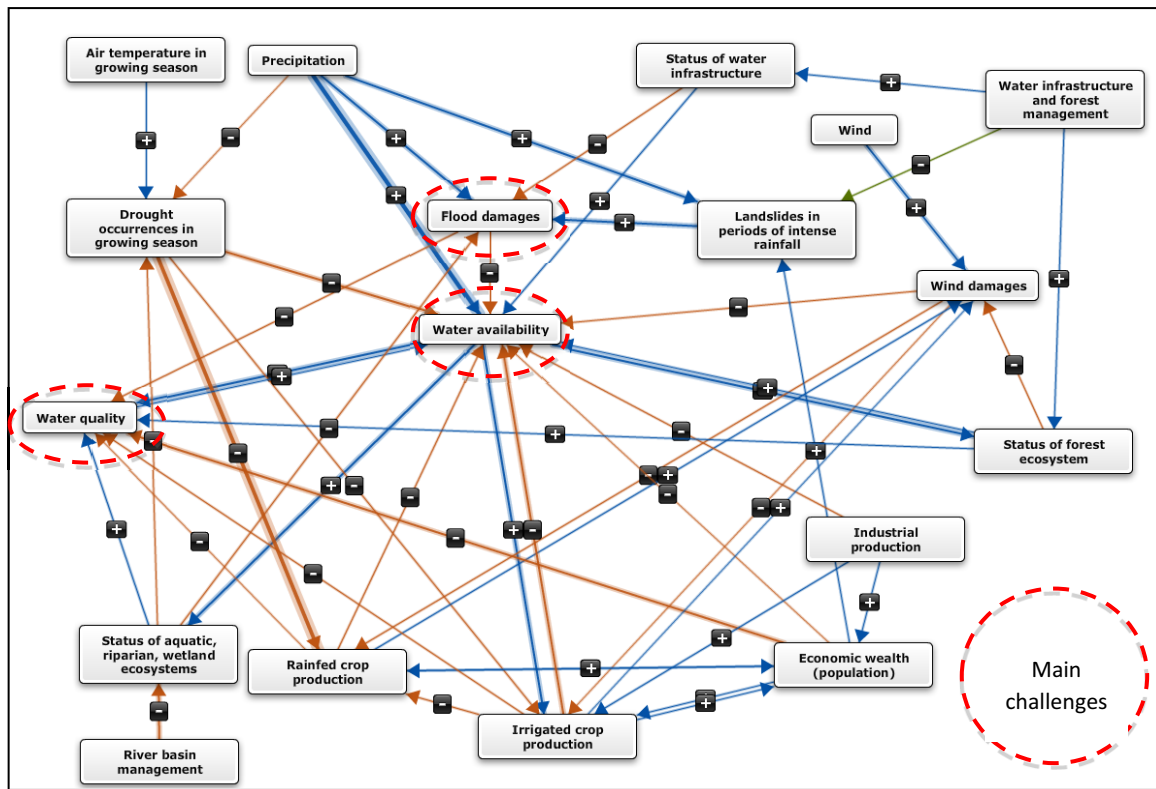 Air temperature in
growing season
Precipitation
Status of water
infrastructure
Water infrastructure
and forest
management
Wind
+
-
+
+
-
+
-
+
+
Drought
occurrences in
growing season
Flood damages
+
Landslides in
periods of intense
rainfall
+
-
-
-
-
+
Wind damages
Water availability
-
+
+
-
Water quality
-
-
-
+
+
Status of forest
ecosystem
-
+
-
-
-
+
-
-
+
+
-
-
+
-
-
+
Industrial
production
-
+
+
Status of aquatic,
riparian, wetland
ecosystems
Rainfed crop
production
+
Economic wealth
(population)
Main
challenges
-
-
+
Irrigated crop
production
River basin
management